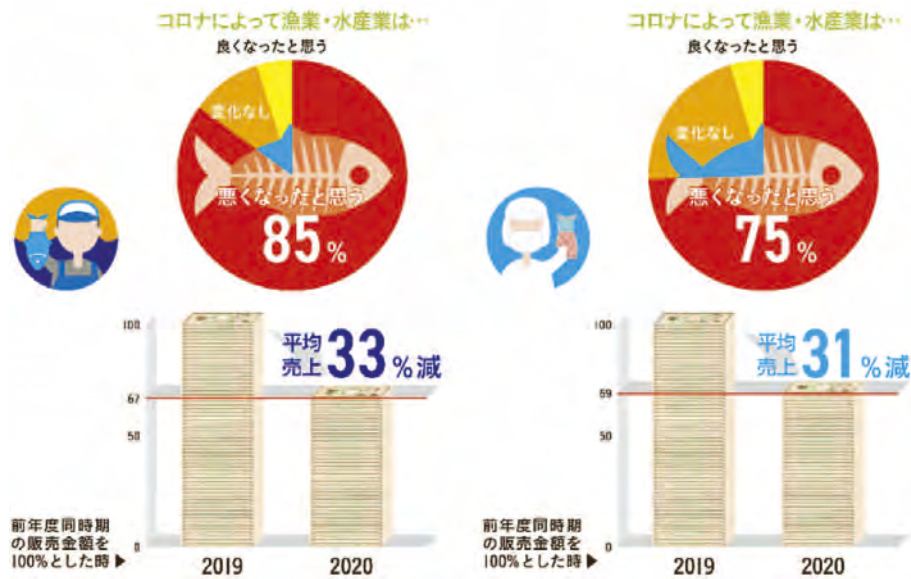 コロナによって漁業・水産業は…
良くなったと思う
変化なし
悪くなったと思う
85%
100
平均
売上33%減
67
50
前年度同時期
の販売金額を
100%とした時▶
0
2019 2020
コロナによって漁業・水産業は…
良くなったと思う
変化なし
悪くなったと思う
75%
100
平均
売上31%減
69
50
前年度同時期
の販売金額を
100%とした時▶
0
2019 2020